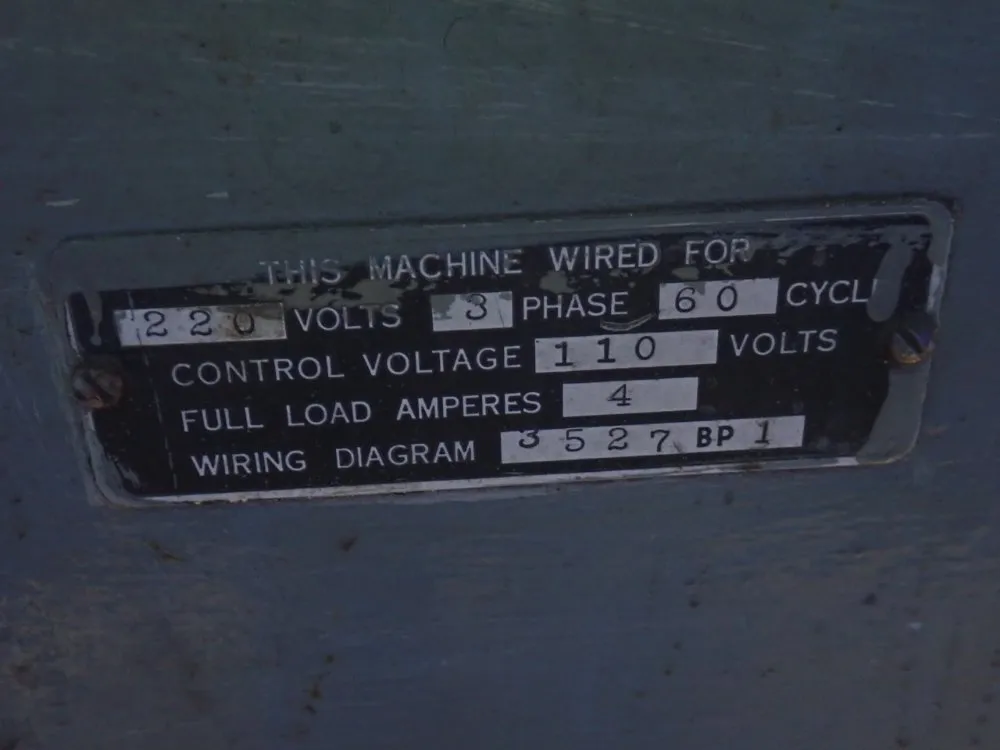 THIS MACHINE WIRED FOR
220 VOLTS 3 PHASE 60 CYCL
CONTROL VOLTAGE 110 VOLTS
FULL LOAD AMPERES 4
WIRING DIAGRAM 3527 BP 1